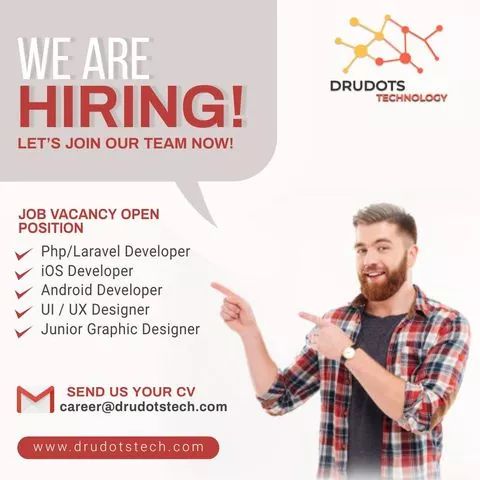 WE ARE
HIRING!
LET'S JOIN OUR TEAM NOW!
DRUDOTS
TECHNOLOGY
JOB VACANCY OPEN
POSITION
Php/Laravel Developer
iOS Developer
Android Developer
UI / UX Designer
Junior Graphic Designer
SEND US YOUR CV
career@drudotstech.com
www.drudotstech.com